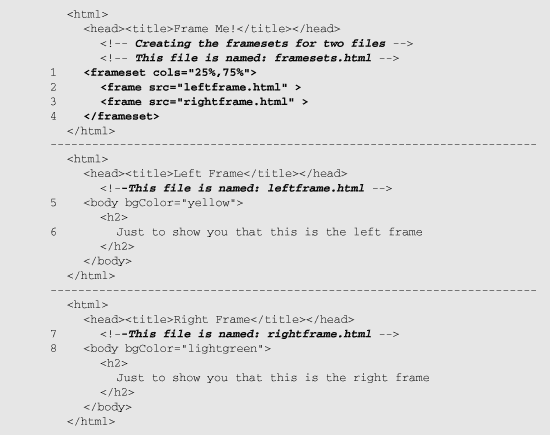 <html>
<head><title>Frame Me!</title></head>
<!-- Creating the framesets for two files -->
<!-- This file is named: framesets.html -->
1 <frameset cols="25%,75%">
2 <frame src="leftframe.html" >
3 <frame src="rightframe.html" >
4 </frameset>
</html>
<html>
<head><title>Left Frame</title></head>
<!--This file is named: leftframe.html -->
5 <body bgColor="yellow">
<h2>
6 Just to show you that this is the left frame
</h2>
</body>
</html>
<html>
<head><title>Right Frame</title></head>
7 <!--This file is named: rightframe.html -->
8 <body bgColor="lightgreen">
<h2>
Just to show you that this is the right frame
</h2>
</body>
</html>